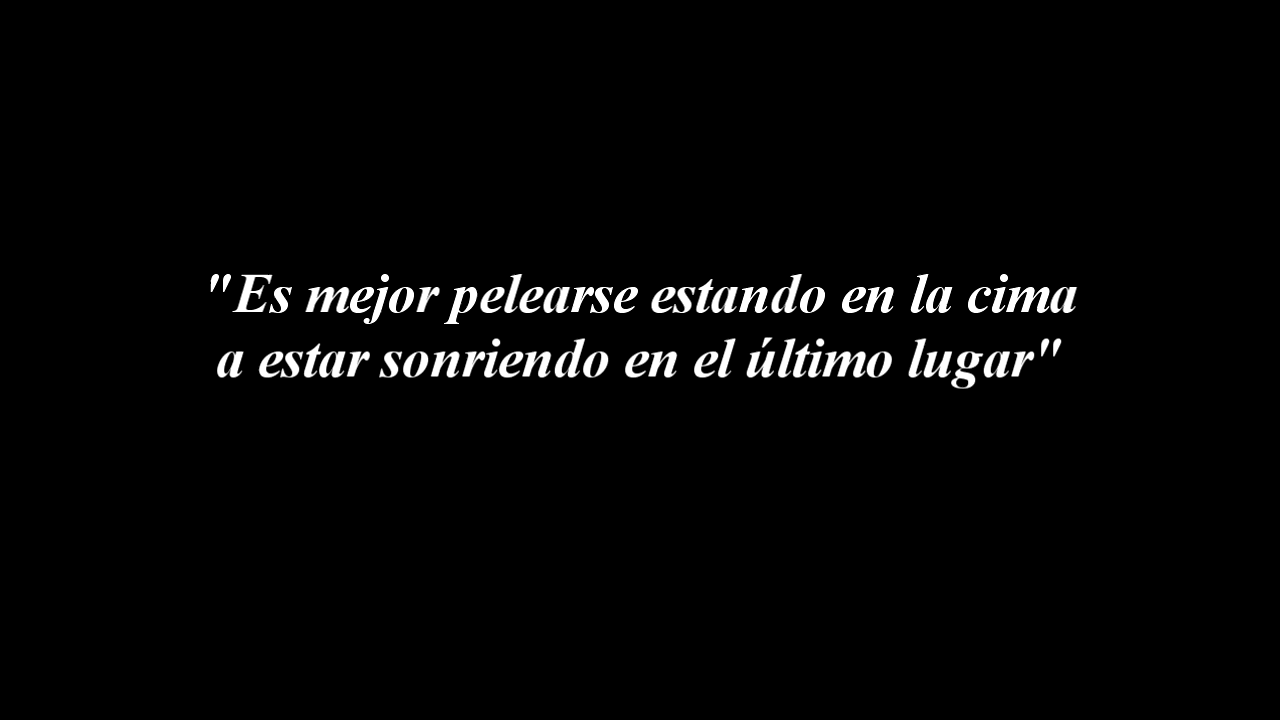 "Es mejor pelearse estando en la cima
a estar sonriendo en el último lugar"